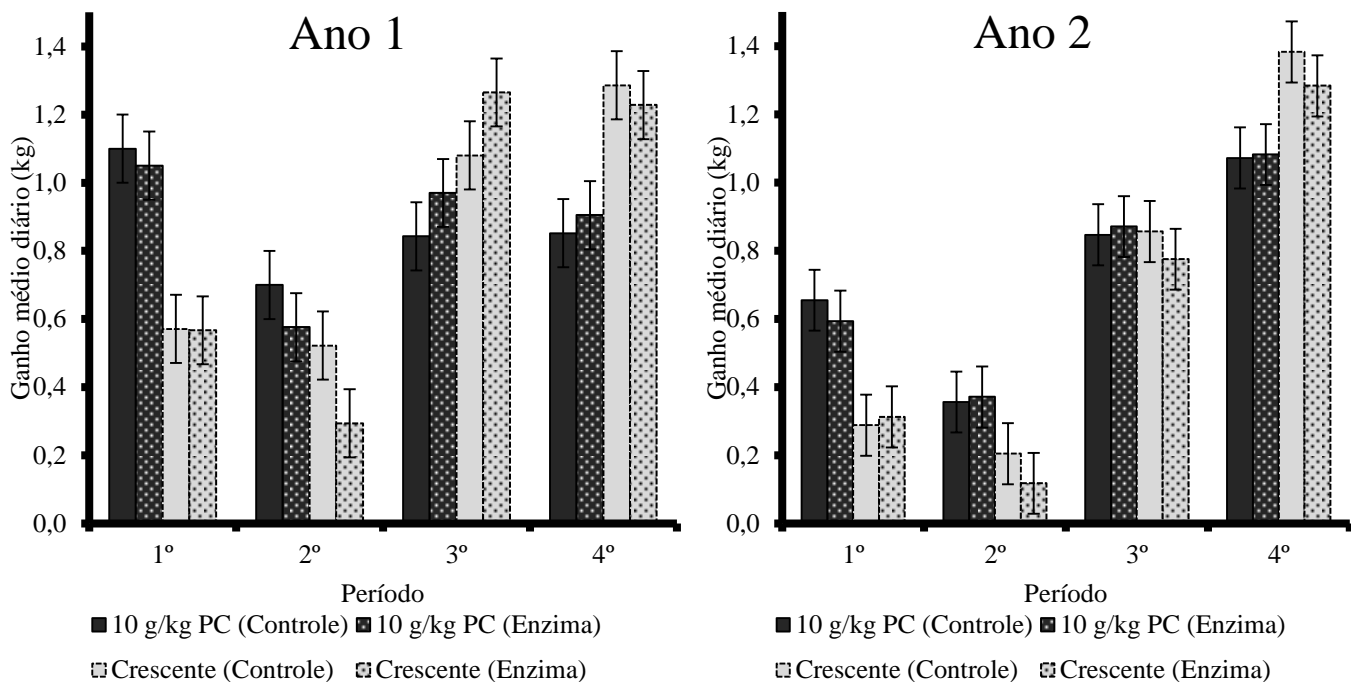 Ano 1
Ganho médio diário (kg)
1,4
1,2
1,0
0,8
0,6
0,4
0,2
0,0
1º 2º 3º 4º
Período
10 g/kg PC (Controle) 10 g/kg PC (Enzima)
Crescente (Controle) Crescente (Enzima)
Ano 2
Ganho médio diário (kg)
1,4
1,2
1,0
0,8
0,6
0,4
0,2
0,0
1º 2º 3º 4º
Período
10 g/kg PC (Controle) 10 g/kg PC (Enzima)
Crescente (Controle) Crescente (Enzima)